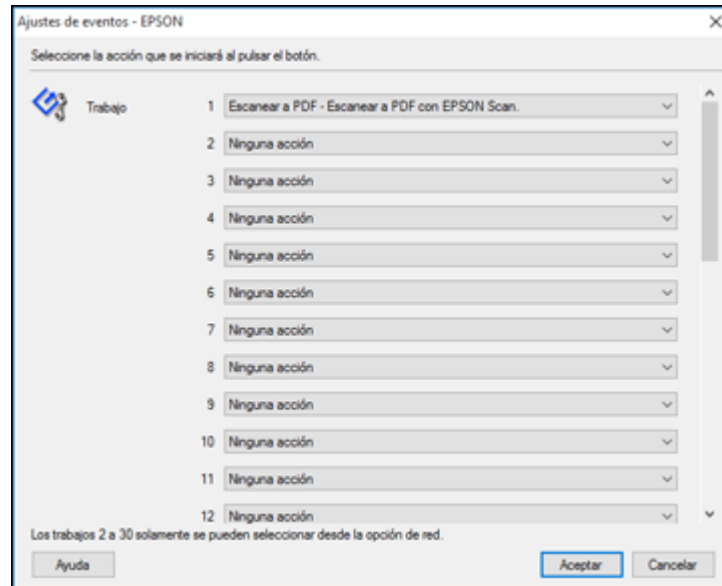 Ajustes de eventos - EPSON
Seleccione la acción que se iniciará al pulsar el botón.
Trabajo 1 Escanear a PDF - Escanear a PDF con EPSON Scan.
2 Ninguna acción
3 Ninguna acción
4 Ninguna acción
5 Ninguna acción
6 Ninguna acción
7 Ninguna acción
8 Ninguna acción
9 Ninguna acción
10 Ninguna acción
11 Ninguna acción
12 Ninguna acción
Los trabajos 2 a 30 solamente se pueden seleccionar desde la opción de red.
Ayuda Aceptar Cancelar